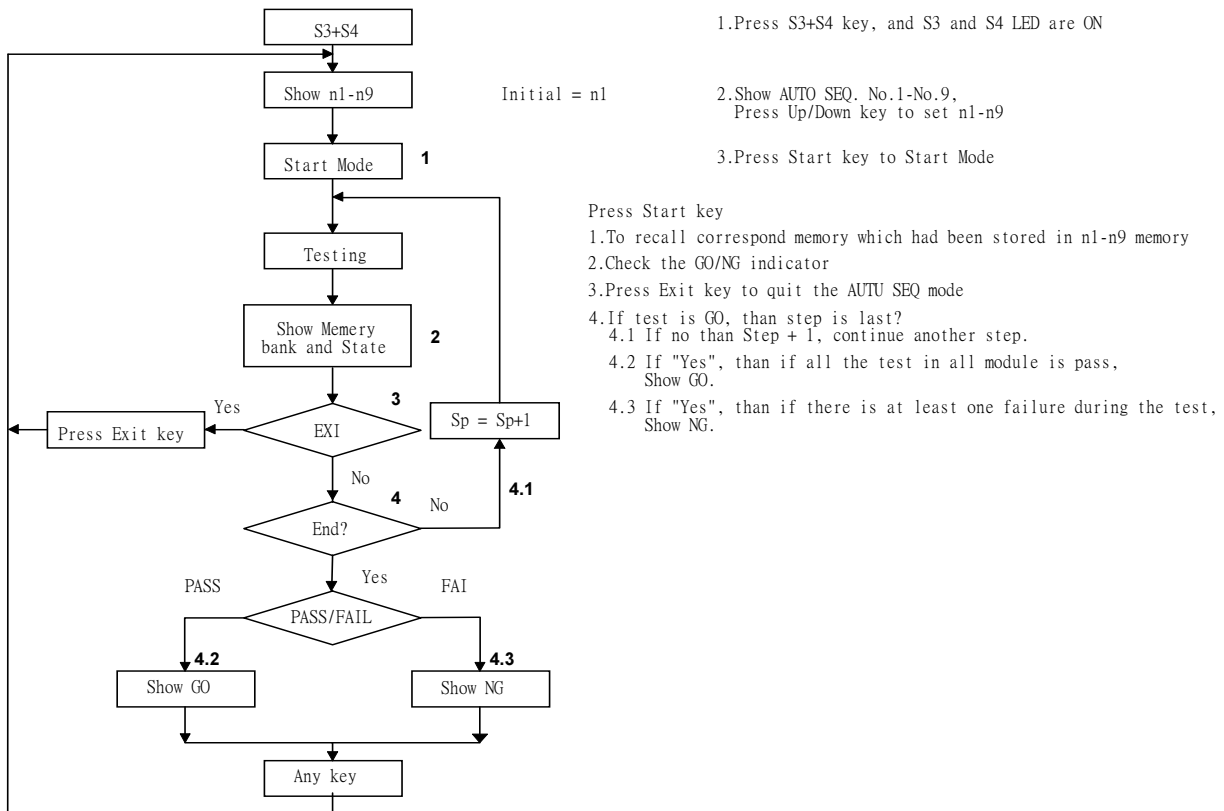 S3+S4
Show n1-n9
Start Mode
1
Testing
Show Memery
bank and State
2
3
Yes
Press Exit key
EXI
Sp = Sp+1
No
4
No
4.1
End?
PASS
Yes
FAI
PASS/FAIL
4.2
4.3
Show GO
Show NG
Any key
Initial = n1
1.Press S3+S4 key, and S3 and S4 LED are ON
2.Show AUTO SEQ. No.1-No.9,
Press Up/Down key to set n1-n9
3.Press Start key to Start Mode
Press Start key
1.To recall correspond memory which had been stored in n1-n9 memory
2.Check the GO/NG indicator
3.Press Exit key to quit the AUTU SEQ mode
4.If test is GO, than step is last?
4.1 If no than Step + 1, continue another step.
4.2 If "Yes", than if all the test in all module is pass,
Show GO.
4.3 If "Yes", than if there is at least one failure during the test,
Show NG.